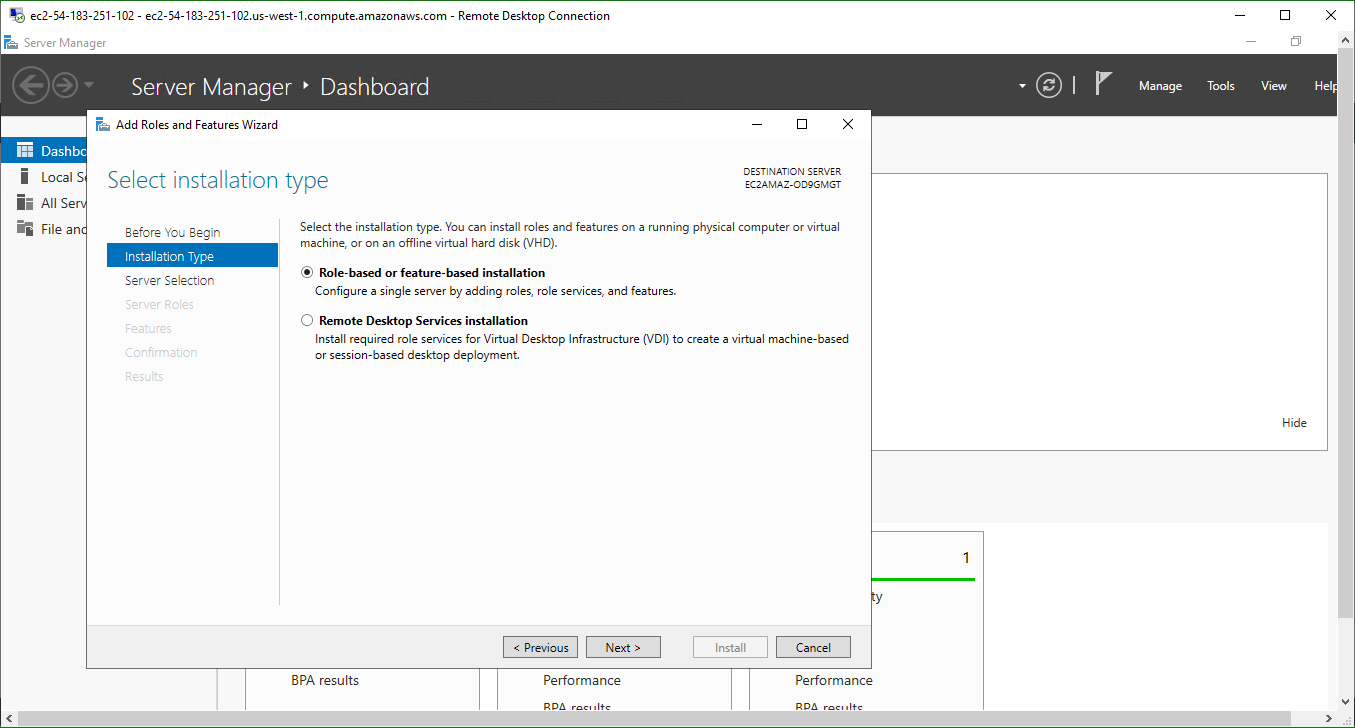 ec2-54-183-251-102 - ec2-54-183-251-102.us-west-1.compute.amazonaws.com - Remote Desktop Connection
Server Manager
Server Manager Dashboard
Manage Tools View Help
Add Roles and Features Wizard
Select installation type
DESTINATION SERVER
EC2AMAZ-OD9GMGT
Dashbo
Local Se
All Serv
File and
Before You Begin
Installation Type
Server Selection
Server Roles
Features
Confirmation
Results
Select the installation type. You can install roles and features on a running physical computer or virtual
machine, or on an offline virtual hard disk (VHD).
Role-based or feature-based installation
Configure a single server by adding roles, role services, and features.
Remote Desktop Services installation
Install required role services for Virtual Desktop Infrastructure (VDI) to create a virtual machine-based
or session-based desktop deployment.
Hide
1
ty
< Previous Next > Install Cancel
BPA results
Performance
BPA results
Performance
BPA results